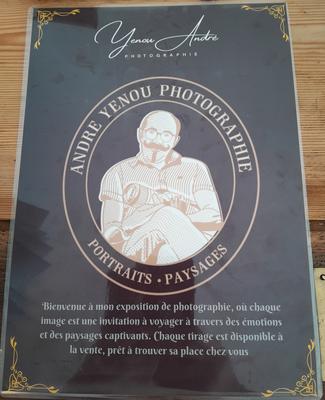 Yenou André
PHOTOGRAPHIE
ANDRE YENOU PHOTOGRAPHIE
PORTRAITS • PAYSAGES
Bienvenue à mon exposition de photographie, où chaque
image est une invitation à voyager à travers des émotions
et des paysages captivants. Chaque tirage est disponible à
la vente, prêt à trouver sa place chez vous